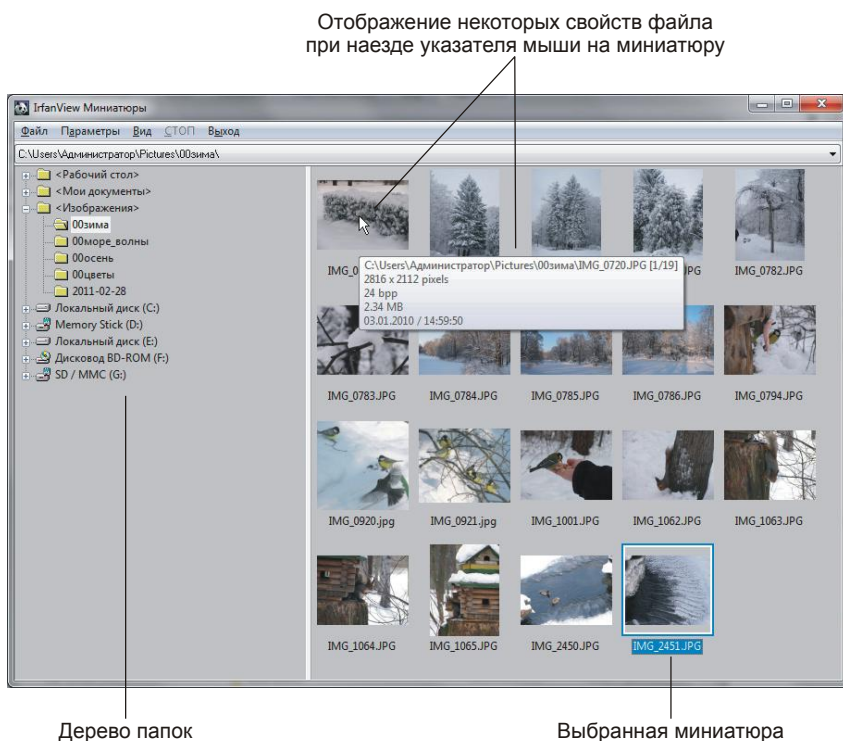 Отображение некоторых свойств файла
при наезде указателя мыши на миниатюру
IrfanView Миниатюры
Файл Параметры Вид СТОП Выход
C:\Users\Администратор\Pictures\00зима\
<Рабочий стол>
<Мои документы>
<Изображения>
00зима
00море_волны
00осень
00цветы
2011-02-28
Локальный диск (C:)
Memory Stick (D:)
Локальный диск (E:)
Дисковод BD-ROM (F:)
SD / MMC (G:)
IMG_0
PG
IMG_0782.JPG
C:\Users\Администратор\Pictures\00зима\IMG_0720.JPG [1/19]
2816 x 2112 pixels
24 bpp
2.34 MB
03.01.2010 / 14:59:50
IMG_0783.JPG IMG_0784.JPG IMG_0785.JPG IMG_0786.JPG IMG_0794.JPG
IMG_0920.jpg IMG_0921.jpg IMG_1001.JPG IMG_1062.JPG IMG_1063.JPG
IMG_1064.JPG IMG_1065.JPG IMG_2450.JPG IMG_2451.JPG
Дерево папок
Выбранная миниатюра